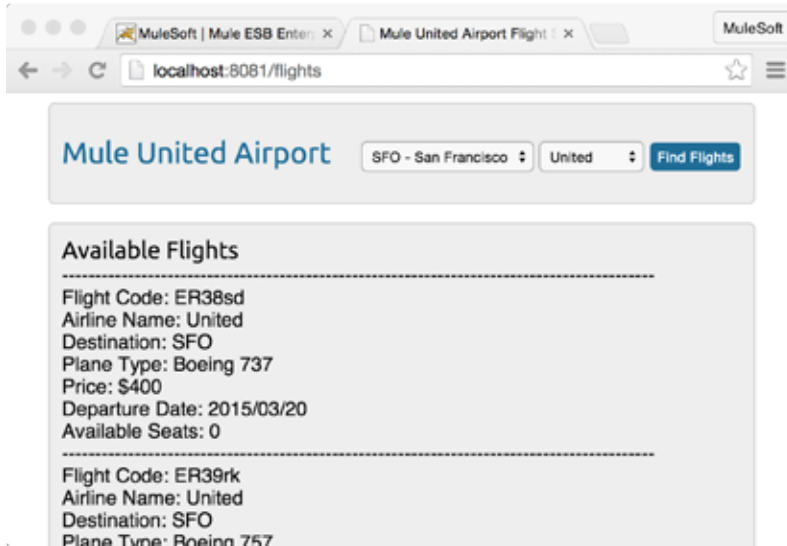 MuleSoft | Mule ESB Enter
Mule United Airport Flight S
MuleSoft
localhost:8081/flights
Mule United Airport
SFO - San Francisco
United
Find Flights
Available Flights
Flight Code: ER38sd
Airline Name: United
Destination: SFO
Plane Type: Boeing 737
Price: $400
Departure Date: 2015/03/20
Available Seats: 0
Flight Code: ER39rk
Airline Name: United
Destination: SFO
Plane Type: Boeing 757